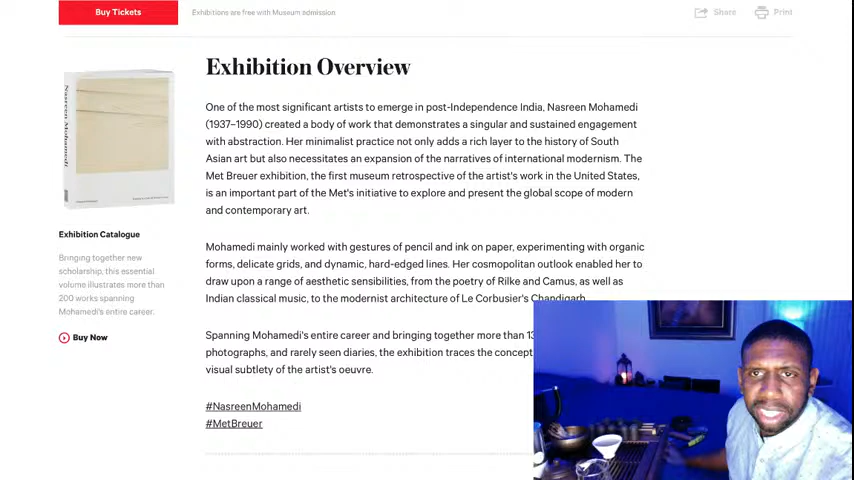 Buy Tickets
Exhibitions are free with Museum admission
Share
Print
Exhibition Overview
Nasreen Mohamedi
Exhibition Catalogue
Bringing together new
scholarship, this essential
volume illustrates more than
200 works spanning
Mohamedi's entire career.
Buy Now
One of the most significant artists to emerge in post-Independence India, Nasreen Mohamedi
(1937–1990) created a body of work that demonstrates a singular and sustained engagement
with abstraction. Her minimalist practice not only adds a rich layer to the history of South
Asian art but also necessitates an expansion of the narratives of international modernism. The
Met Breuer exhibition, the first museum retrospective of the artist's work in the United States,
is an important part of the Met's initiative to explore and present the global scope of modern
and contemporary art.
Mohamedi mainly worked with gestures of pencil and ink on paper, experimenting with organic
forms, delicate grids, and dynamic, hard-edged lines. Her cosmopolitan outlook enabled her to
draw upon a range of aesthetic sensibilities, from the poetry of Rilke and Camus, as well as
Indian classical music, to the modernist architecture of Le Corbusier's Chandigarh.
Spanning Mohamedi's entire career and bringing together more than
photographs, and rarely seen diaries, the exhibition traces the
visual subtlety of the artist's oeuvre.
#NasreenMohamedi
#MetBreuer